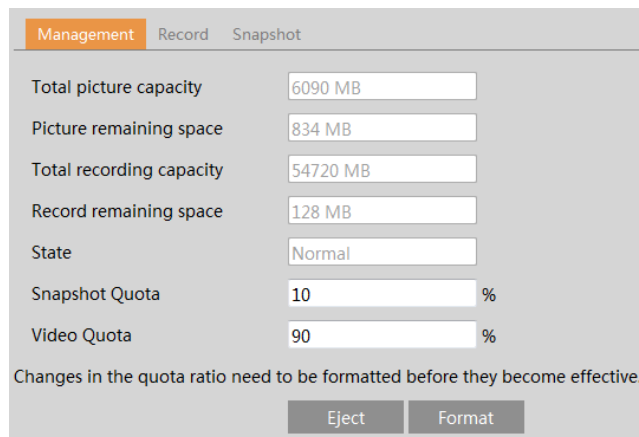 Management Record Snapshot
Total picture capacity 6090 MB
Picture remaining space 834 MB
Total recording capacity 54720 MB
Record remaining space 128 MB
State Normal
Snapshot Quota 10 %
Video Quota 90 %
Changes in the quota ratio need to be formatted before they become effective.
Eject Format